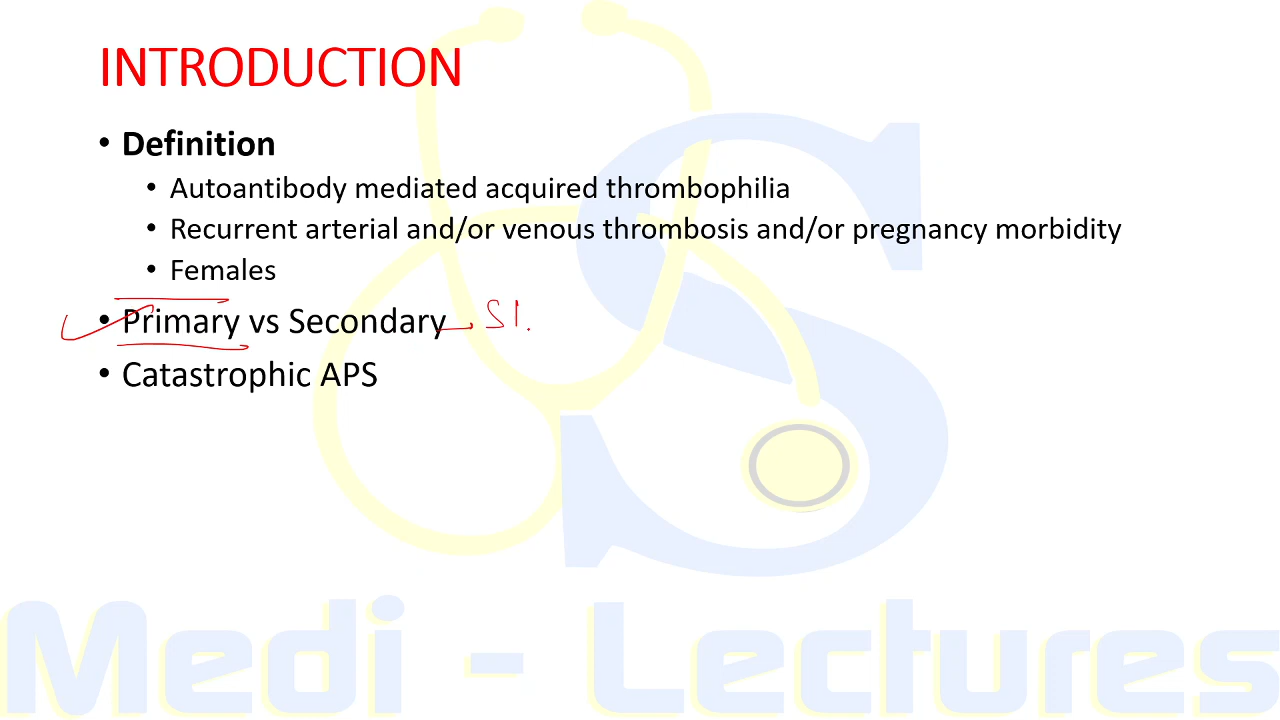 INTRODUCTION
• Definition
• Autoantibody mediated acquired thrombophilia
• Recurrent arterial and/or venous thrombosis and/or pregnancy morbidity
• Females
• Primary vs Secondary
• Catastrophic APS
Medi - Lectures